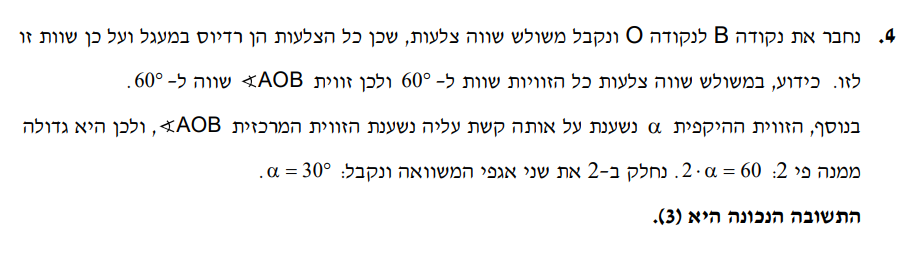 4. נחבר את נקודה B לנקודה O ונקבל משולש שווה צלעות, שכן כל הצלעות הן רדיוס במעגל ועל כן שוות זו
לזו. כידוע, במשולש שווה צלעות כל הזוויות שוות ל- 60° ולכן זווית ∢AOB שווה ל- 60°.
בנוסף, הזווית ההיקפית α נשענת על אותה קשת עליה נשענת הזווית המרכזית ∢AOB, ולכן היא גדולה
ממנה פי 2: 2·α = 60. נחלק ב-2 את שני אגפי המשוואה ונקבל: α = 30°.
התשובה הנכונה היא (3).